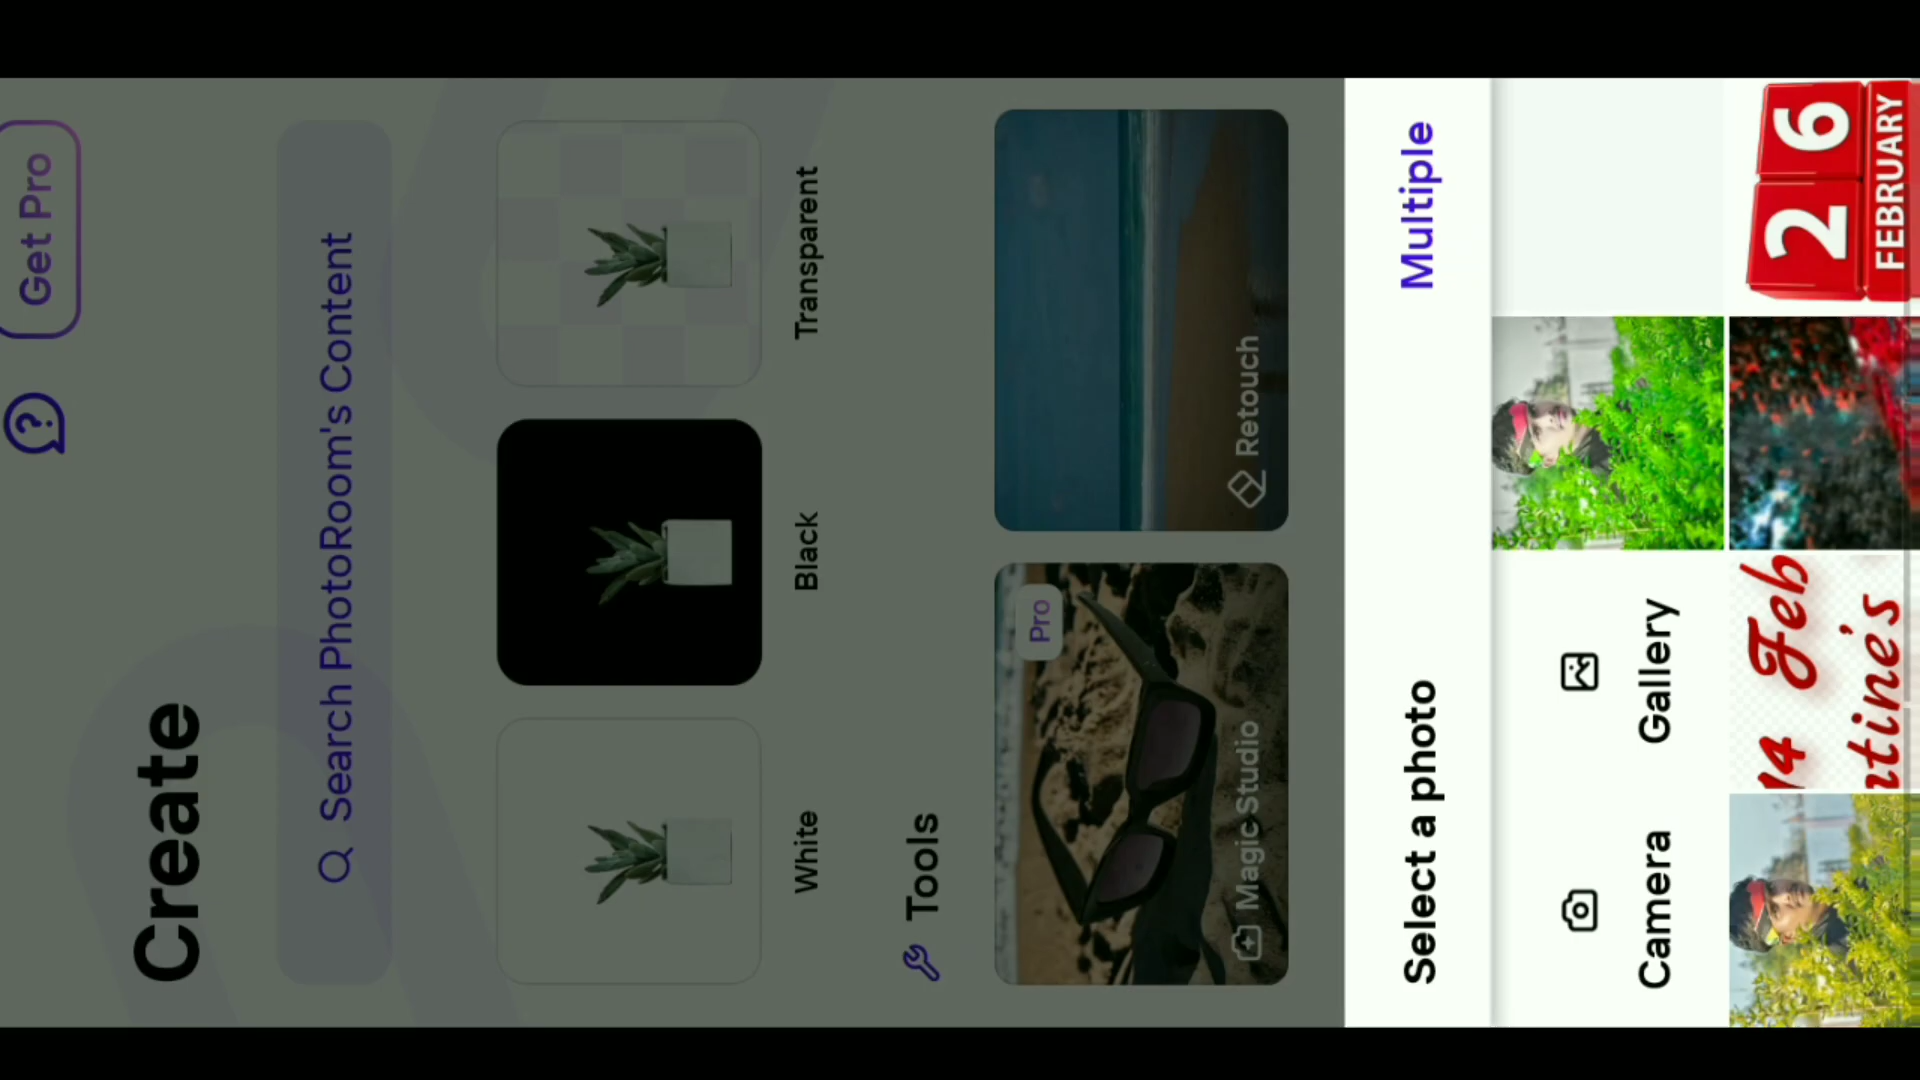 Get Pro
Create
Search PhotoRoom's Content
White
Black
Transparent
Tools
Pro
Magic Studio
Retouch
Select a photo
Multiple
Camera
Gallery
14 Feb
26
FEBRUARY